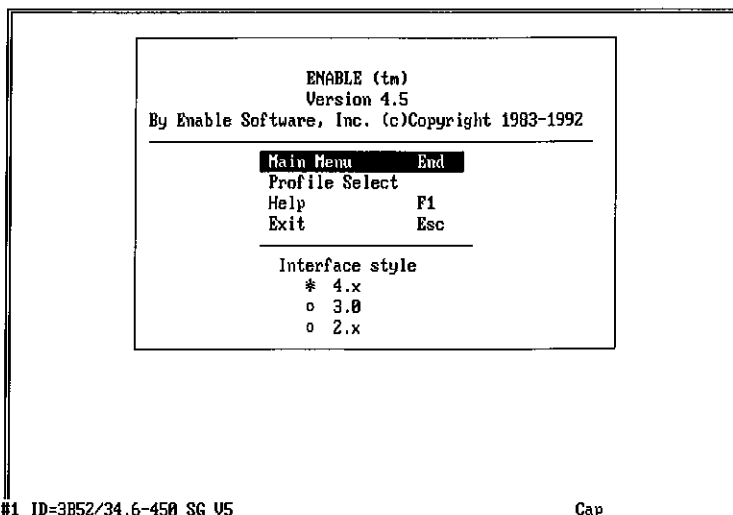 ENABLE (tm)
Version 4.5
By Enable Software, Inc. (c)Copyright 1983-1992
Main Menu End
Profile Select
Help F1
Exit Esc
Interface style
* 4.x
o 3.0
o 2.x
#1 ID=3B52/34.6-450 SG V5 Cap